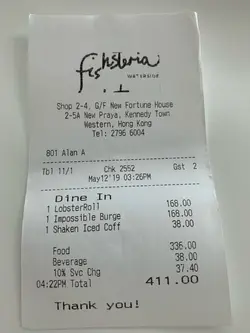 fishsteria
WATERSIDE
Shop 2-4, G/F New Fortune House
2-5A New Praya, Kennedy Town
Western, Hong Kong
Tel: 2796 6004
801 Alan A
Tbl 11/1 Chk 2552 Gst 2
May12'19 03:26PM
Dine In
1 LobsterRoll 168.00
1 Impossible Burge 168.00
1 Shaken Iced Coff 38.00
Food 336.00
Beverage 38.00
10% Svc Chg 37.40
04:22PM Total 411.00
Thank you!